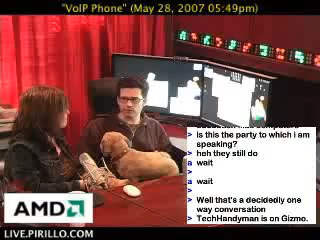 "VoIP Phone" (May 28, 2007 05:49pm)
> Is this the party to which i am
speaking?
> heh they still do
a wait
>
a wait
>
> Well that's a decidedly one
way conversation
> TechHandyman is on Gizmo.
AMD
LIVE.PIRILLO.COM